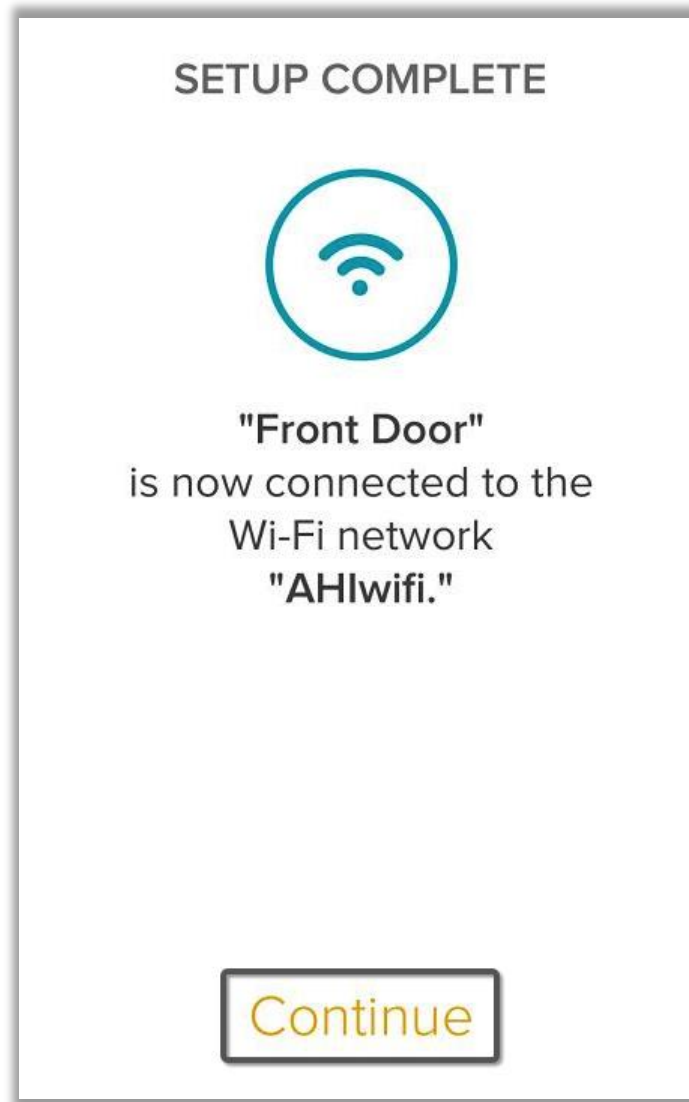 SETUP COMPLETE
"Front Door"
is now connected to the
Wi-Fi network
"AHIwifi."
Continue